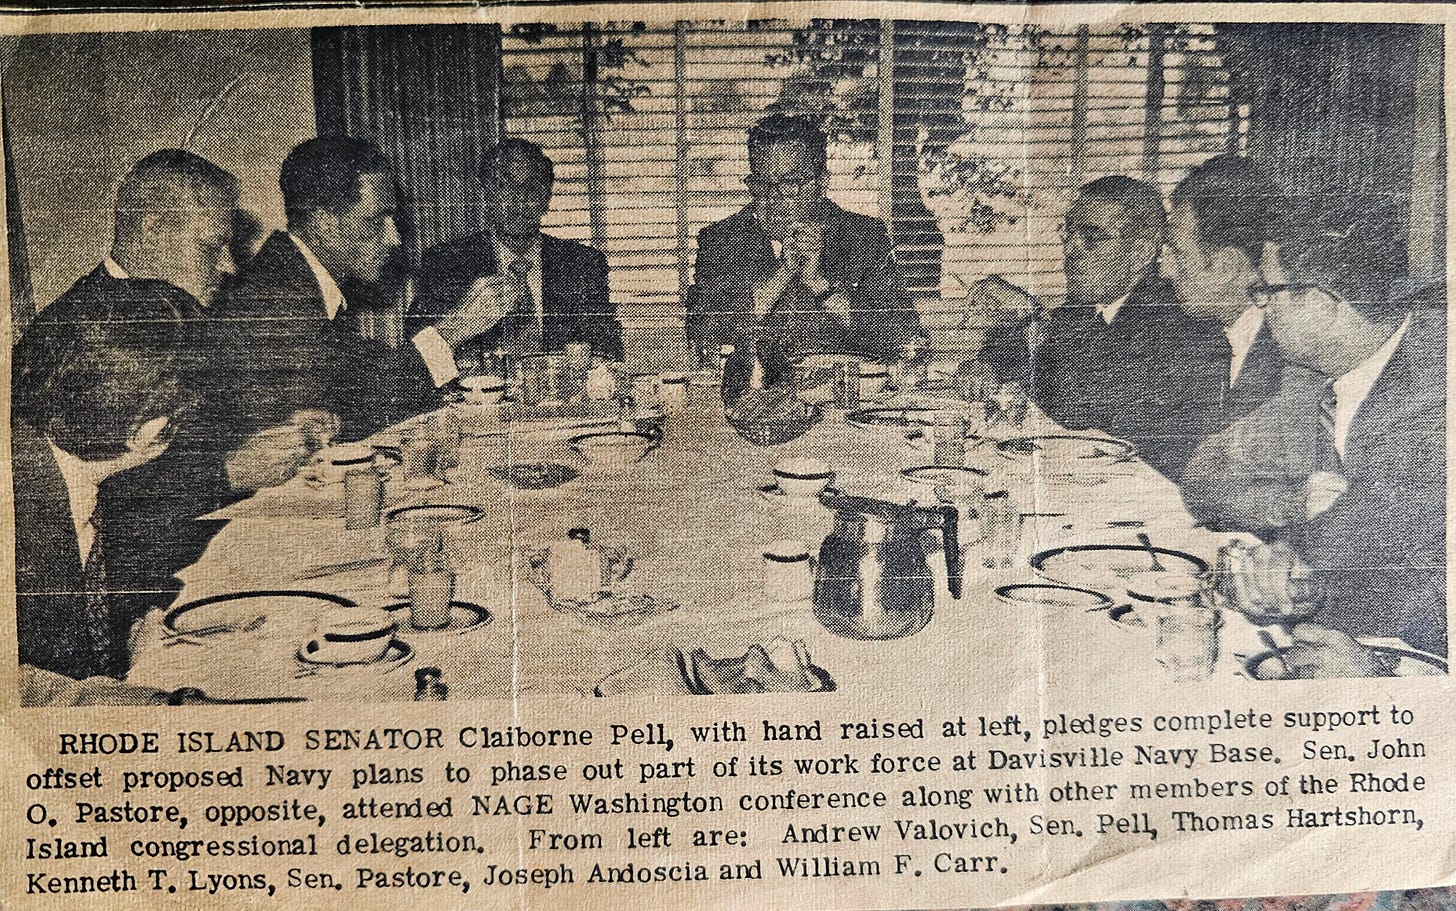 RHODE ISLAND SENATOR Claiborne Pell, with hand raised at left, pledges complete support to
offset proposed Navy plans to phase out part of its work force at Davisville Navy Base. Sen. John
O. Pastore, opposite, attended NAGE Washington conference along with other members of the Rhode
Island congressional delegation. From left are: Andrew Valovich, Sen. Pell, Thomas Hartshorn,
Kenneth T. Lyons, Sen. Pastore, Joseph Andoscia and William F. Carr.